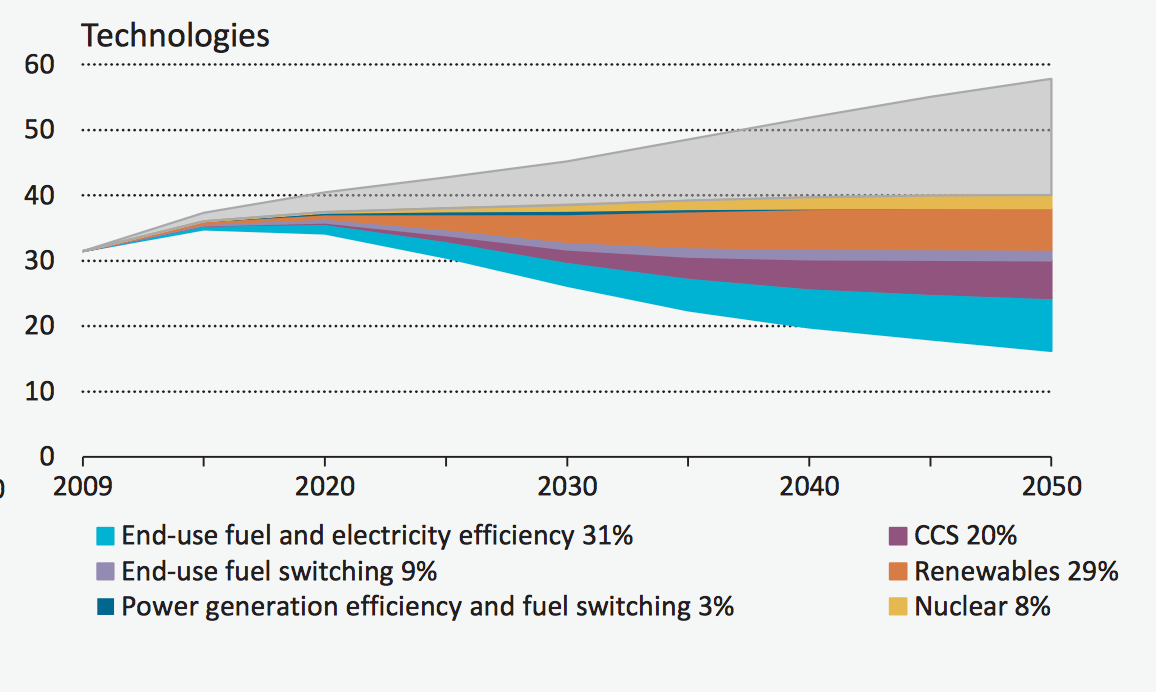 Technologies
60
50
40
30
20
10
0
2009 2020 2030 2040 2050
End-use fuel and electricity efficiency 31% CCS 20%
End-use fuel switching 9% Renewables 29%
Power generation efficiency and fuel switching 3% Nuclear 8%